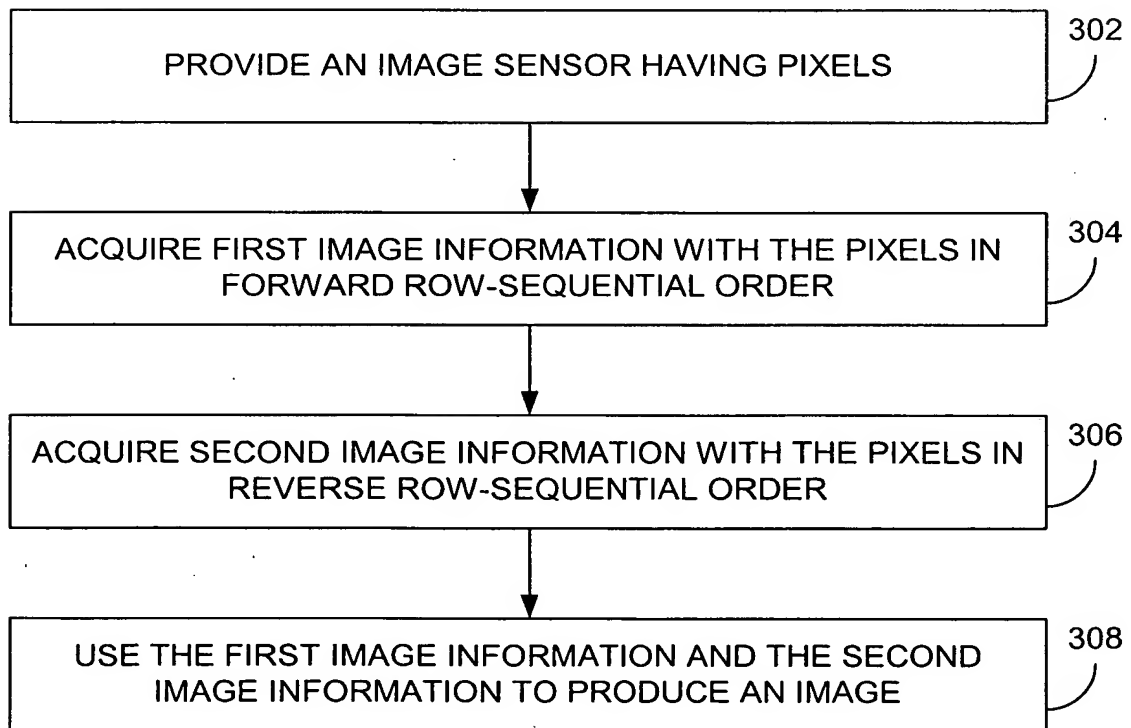 302
PROVIDE AN IMAGE SENSOR HAVING PIXELS
304
ACQUIRE FIRST IMAGE INFORMATION WITH THE PIXELS IN
FORWARD ROW-SEQUENTIAL ORDER
306
ACQUIRE SECOND IMAGE INFORMATION WITH THE PIXELS IN
REVERSE ROW-SEQUENTIAL ORDER
308
USE THE FIRST IMAGE INFORMATION AND THE SECOND
IMAGE INFORMATION TO PRODUCE AN IMAGE